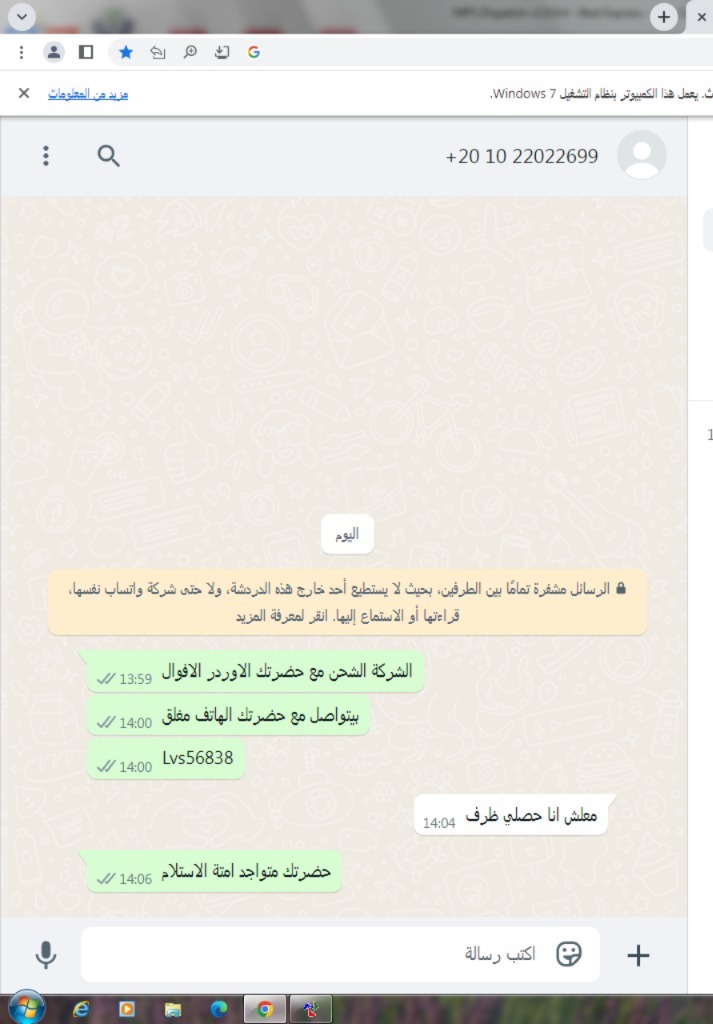 مزيد من المعلومات
ث. يعمل هذا الكمبيوتر بنظام التشغيل Windows 7.
+20 10 22022699
اليوم
الرسائل مشفرة تمامًا بين الطرفين، بحيث لا يستطيع أحد خارج هذه الدردشة، ولا حتى شركة واتساب نفسها،
قراءتها أو الاستماع إليها. انقر لمعرفة المزيد
الشركة الشحن مع حضرتك الاوردر الافوال
13:59
بيتواصل مع حضرتك الهاتف مغلق
14:00
Lvs56838
14:00
معلش انا حصلي ظرف
14:04
حضرتك متواجد امتة الاستلام
14:06
اكتب رسالة